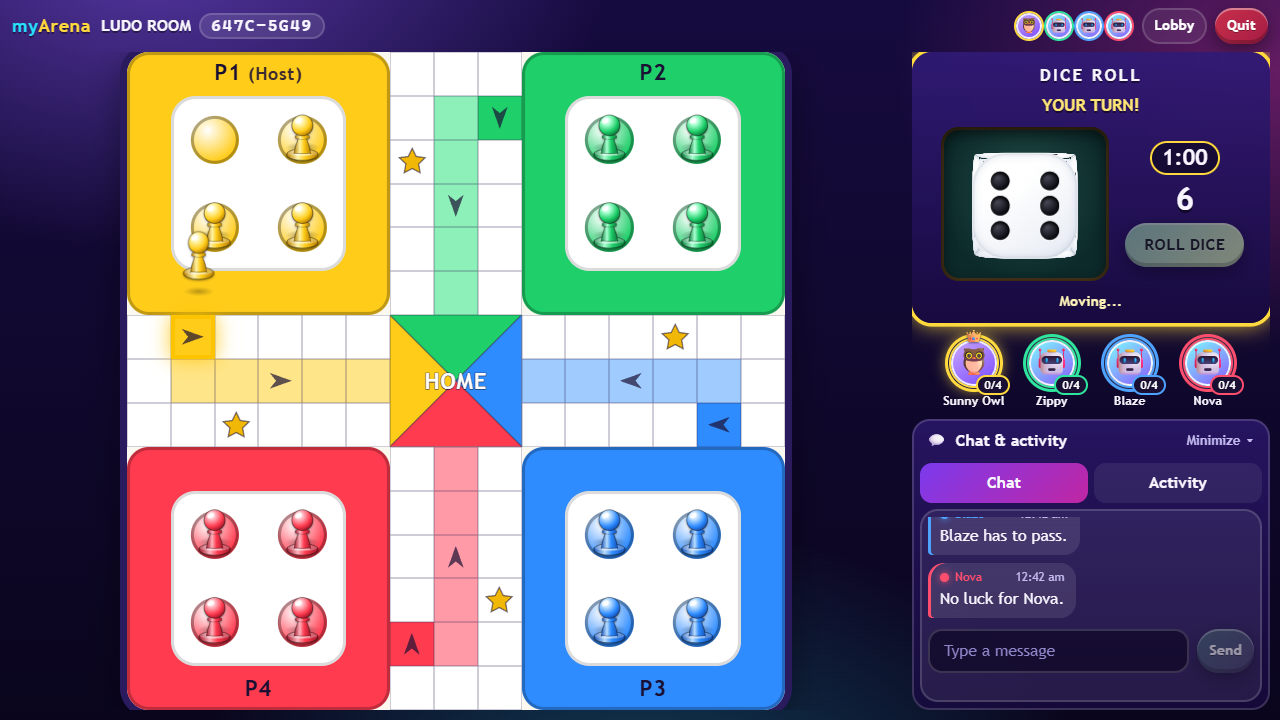 myArena LUDO ROOM 647C-5G49
Lobby
Quit
P1 (Host)
P2
HOME
P4
P3
DICE ROLL
YOUR TURN!
1:00
6
ROLL DICE
Moving...
0/4 0/4 0/4 0/4
Sunny Owl Zippy Blaze Nova
Chat & activity Minimize
Chat Activity
Blaze has to pass.
Nova 12:42 am
No luck for Nova.
Type a message Send